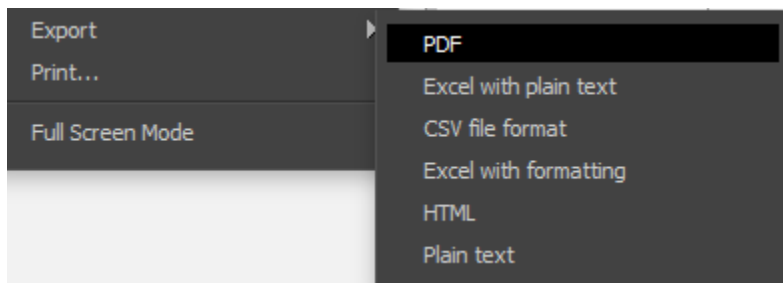 Export
Print...
Full Screen Mode
PDF
Excel with plain text
CSV file format
Excel with formatting
HTML
Plain text